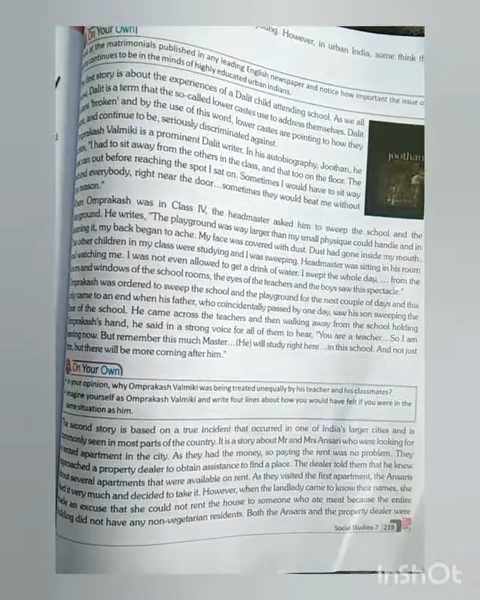 young. However, in urban India, some think
On Your Own
at the matrimonials published in any leading English newspaper and notice how important the issue
continues to be in the minds of highly educated urban Indians.
story is about the experiences of a Dalit child attending school. As we all
Dalit is a term that the so-called lower castes use to address themselves. Dalit
'broken' and by the use of this word, lower castes are pointing to how they
and continue to be, seriously discriminated against.
Valmiki is a prominent Dalit writer. In his autobiography, Joothan, he
"I had to sit away from the others in the class, and that too on the floor. The
ran out before reaching the spot I sat on. Sometimes I would have to sit way
everybody, right near the door...sometimes they would beat me without
reason."
joothan
Omprakash was in Class IV, the headmaster asked him to sweep the school and the
He writes, "The playground was way larger than my small physique could handle and in
it, my back began to ache. My face was covered with dust. Dust had gone inside my mouth.
other children in my class were studying and I was sweeping. Headmaster was sitting in his room
watching me. I was not even allowed to get a drink of water. I swept the whole day, ... from the
and windows of the school rooms, the eyes of the teachers and the boys saw this spectacle."
was ordered to sweep the school and the playground for the next couple of days and this
came to an end when his father, who coincidentally passed by one day, saw his son sweeping the
of the school. He came across the teachers and then walking away from the school holding
hand, he said in a strong voice for all of them to hear, "You are a teacher...So I am
now. But remember this much Master...(He) will study right here...in this school. And not just
but there will be more coming after him."
On Your Own
your opinion, why Omprakash Valmiki was being treated unequally by his teacher and his classmates?
Imagine yourself as Omprakash Valmiki and write four lines about how you would have felt if you were in the
same situation as him.
The second story is based on a true incident that occurred in one of India's larger cities and is
seen in most parts of the country. It is a story about Mr and Mrs Ansari who were looking for
apartment in the city. As they had the money, so paying the rent was no problem. They
a property dealer to obtain assistance to find a place. The dealer told them that he knew
several apartments that were available on rent. As they visited the first apartment, the Ansaris
it very much and decided to take it. However, when the landlady came to know their names, she
an excuse that she could not rent the house to someone who ate meat because the entire
did not have any non-vegetarian residents. Both the Ansaris and the property dealer were
Social Studies-7 219
InShOt